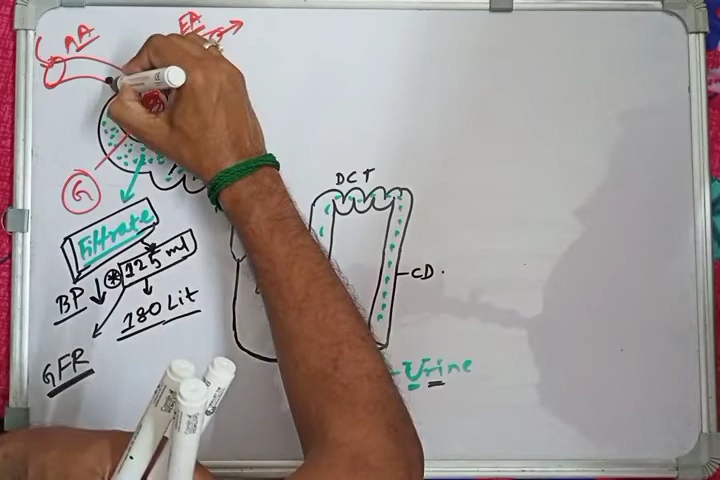 AA
EA
G
DCT
Filtrate
125 ml
BP
180 Lit
CD
GFR
Urine